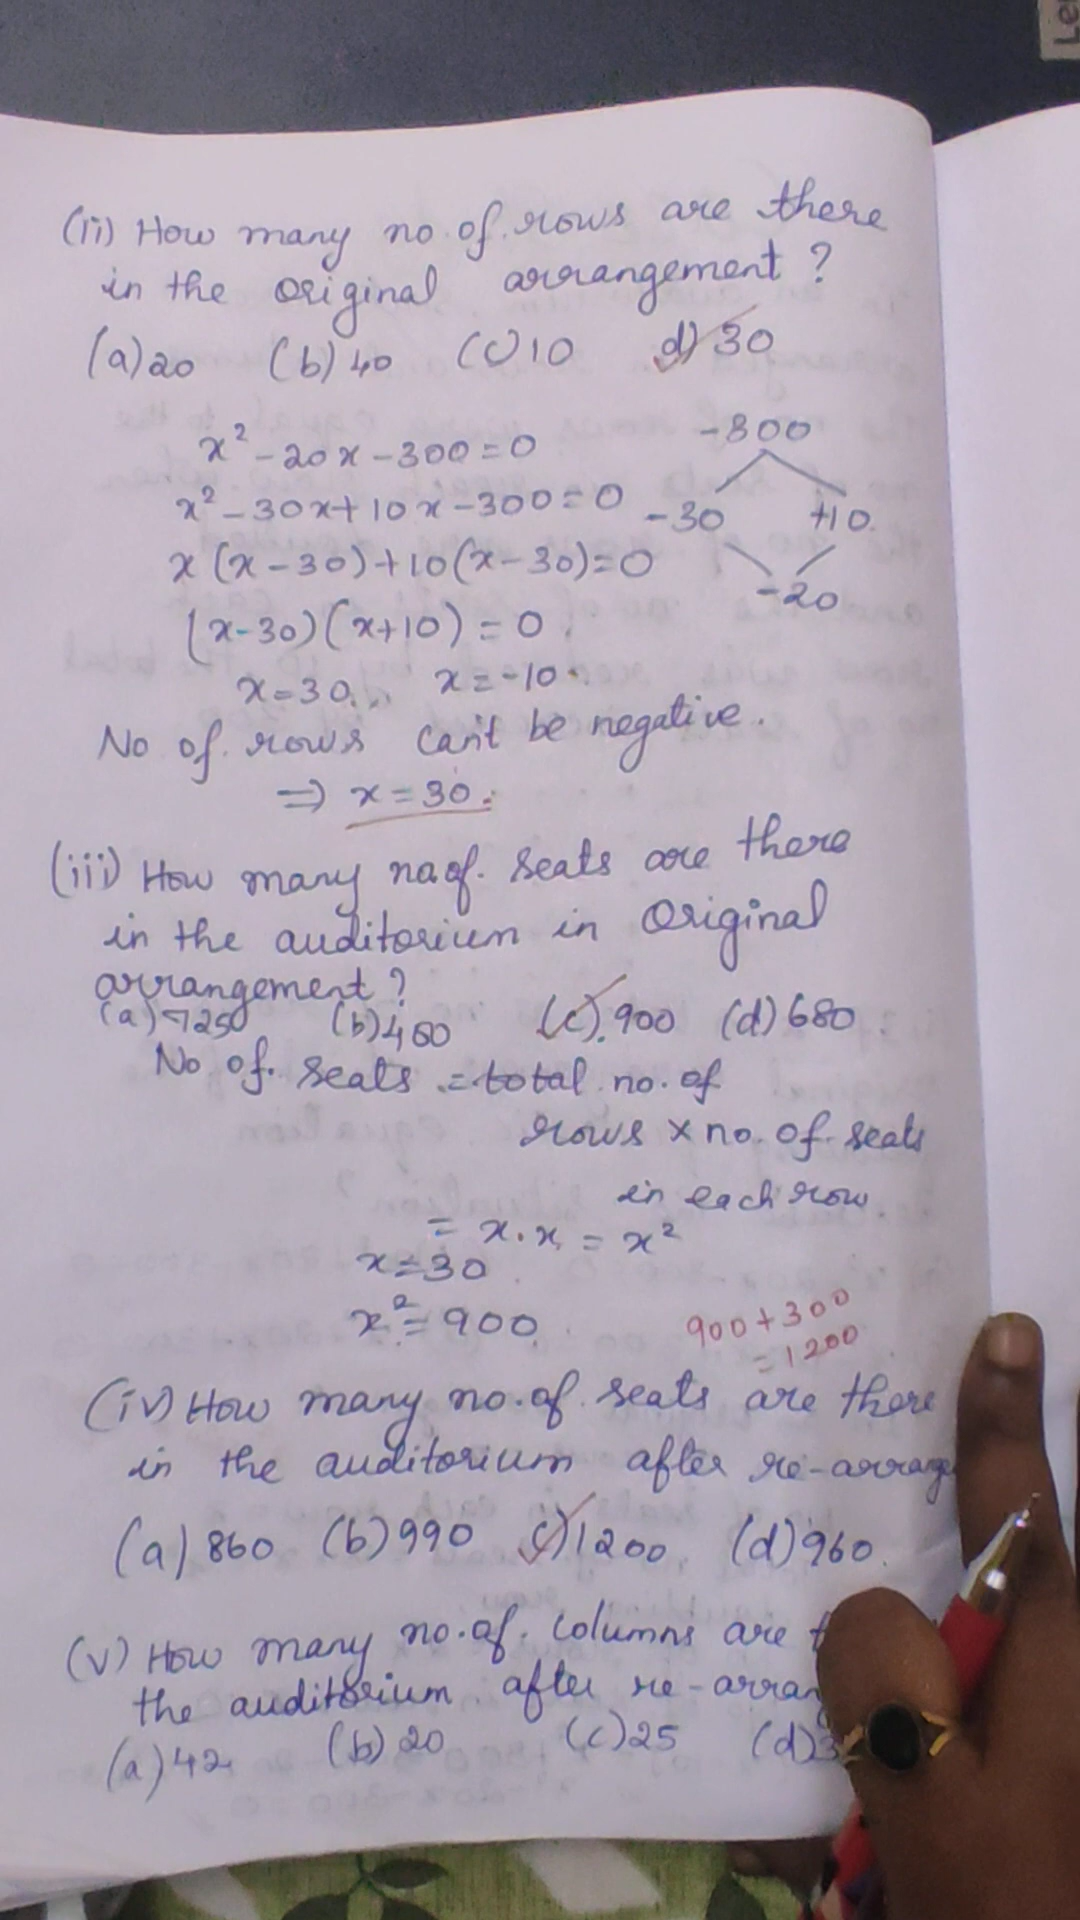 Le
(ii) How many no. of. rows are there
in the original arrangement ?
(a) 20 (b) 40 (c) 10 d) 30
x² - 20x - 300 = 0
-300
x² - 30x + 10x - 300 = 0
-30 +10
x (x - 30) + 10 (x - 30) = 0
-20
(x - 30) (x + 10) = 0
x = 30. x = -10.
No of. rows can't be negative.
⇒ x = 30.
(iii) How many no of. seats are there
in the auditorium in Original
arrangement ?
(a) 7250 (b) 460 (c). 900 (d) 680
No of. seats = total no. of
rows x no. of. seats
in each row.
= x. x. = x²
x = 30
x² = 900.
900 + 300
= 1200
(iv) How many no. of. seats are there
in the auditorium after re-arrange
(a) 860 (b) 990 c) 1200. (d) 960.
(v) How many no. of. columns are
the auditorium after re-arran
(a) 42 (b) 20 (c) 25 (d) 3